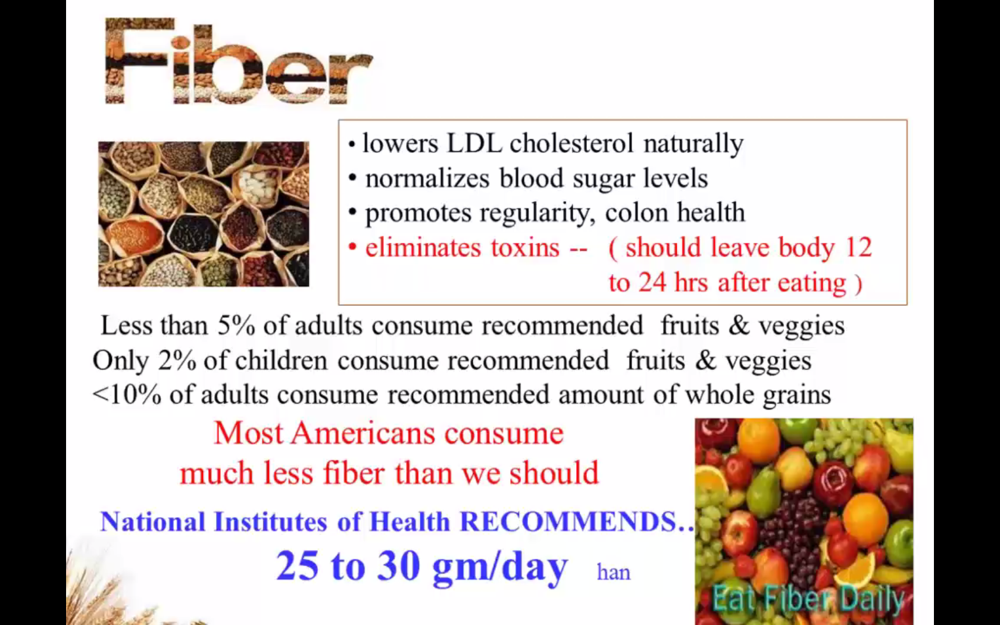 Fiber
• lowers LDL cholesterol naturally
• normalizes blood sugar levels
• promotes regularity, colon health
• eliminates toxins -- ( should leave body 12
to 24 hrs after eating )
Less than 5% of adults consume recommended fruits & veggies
Only 2% of children consume recommended fruits & veggies
<10% of adults consume recommended amount of whole grains
Most Americans consume
much less fiber than we should
National Institutes of Health RECOMMENDS..
25 to 30 gm/day han
Eat Fiber Daily